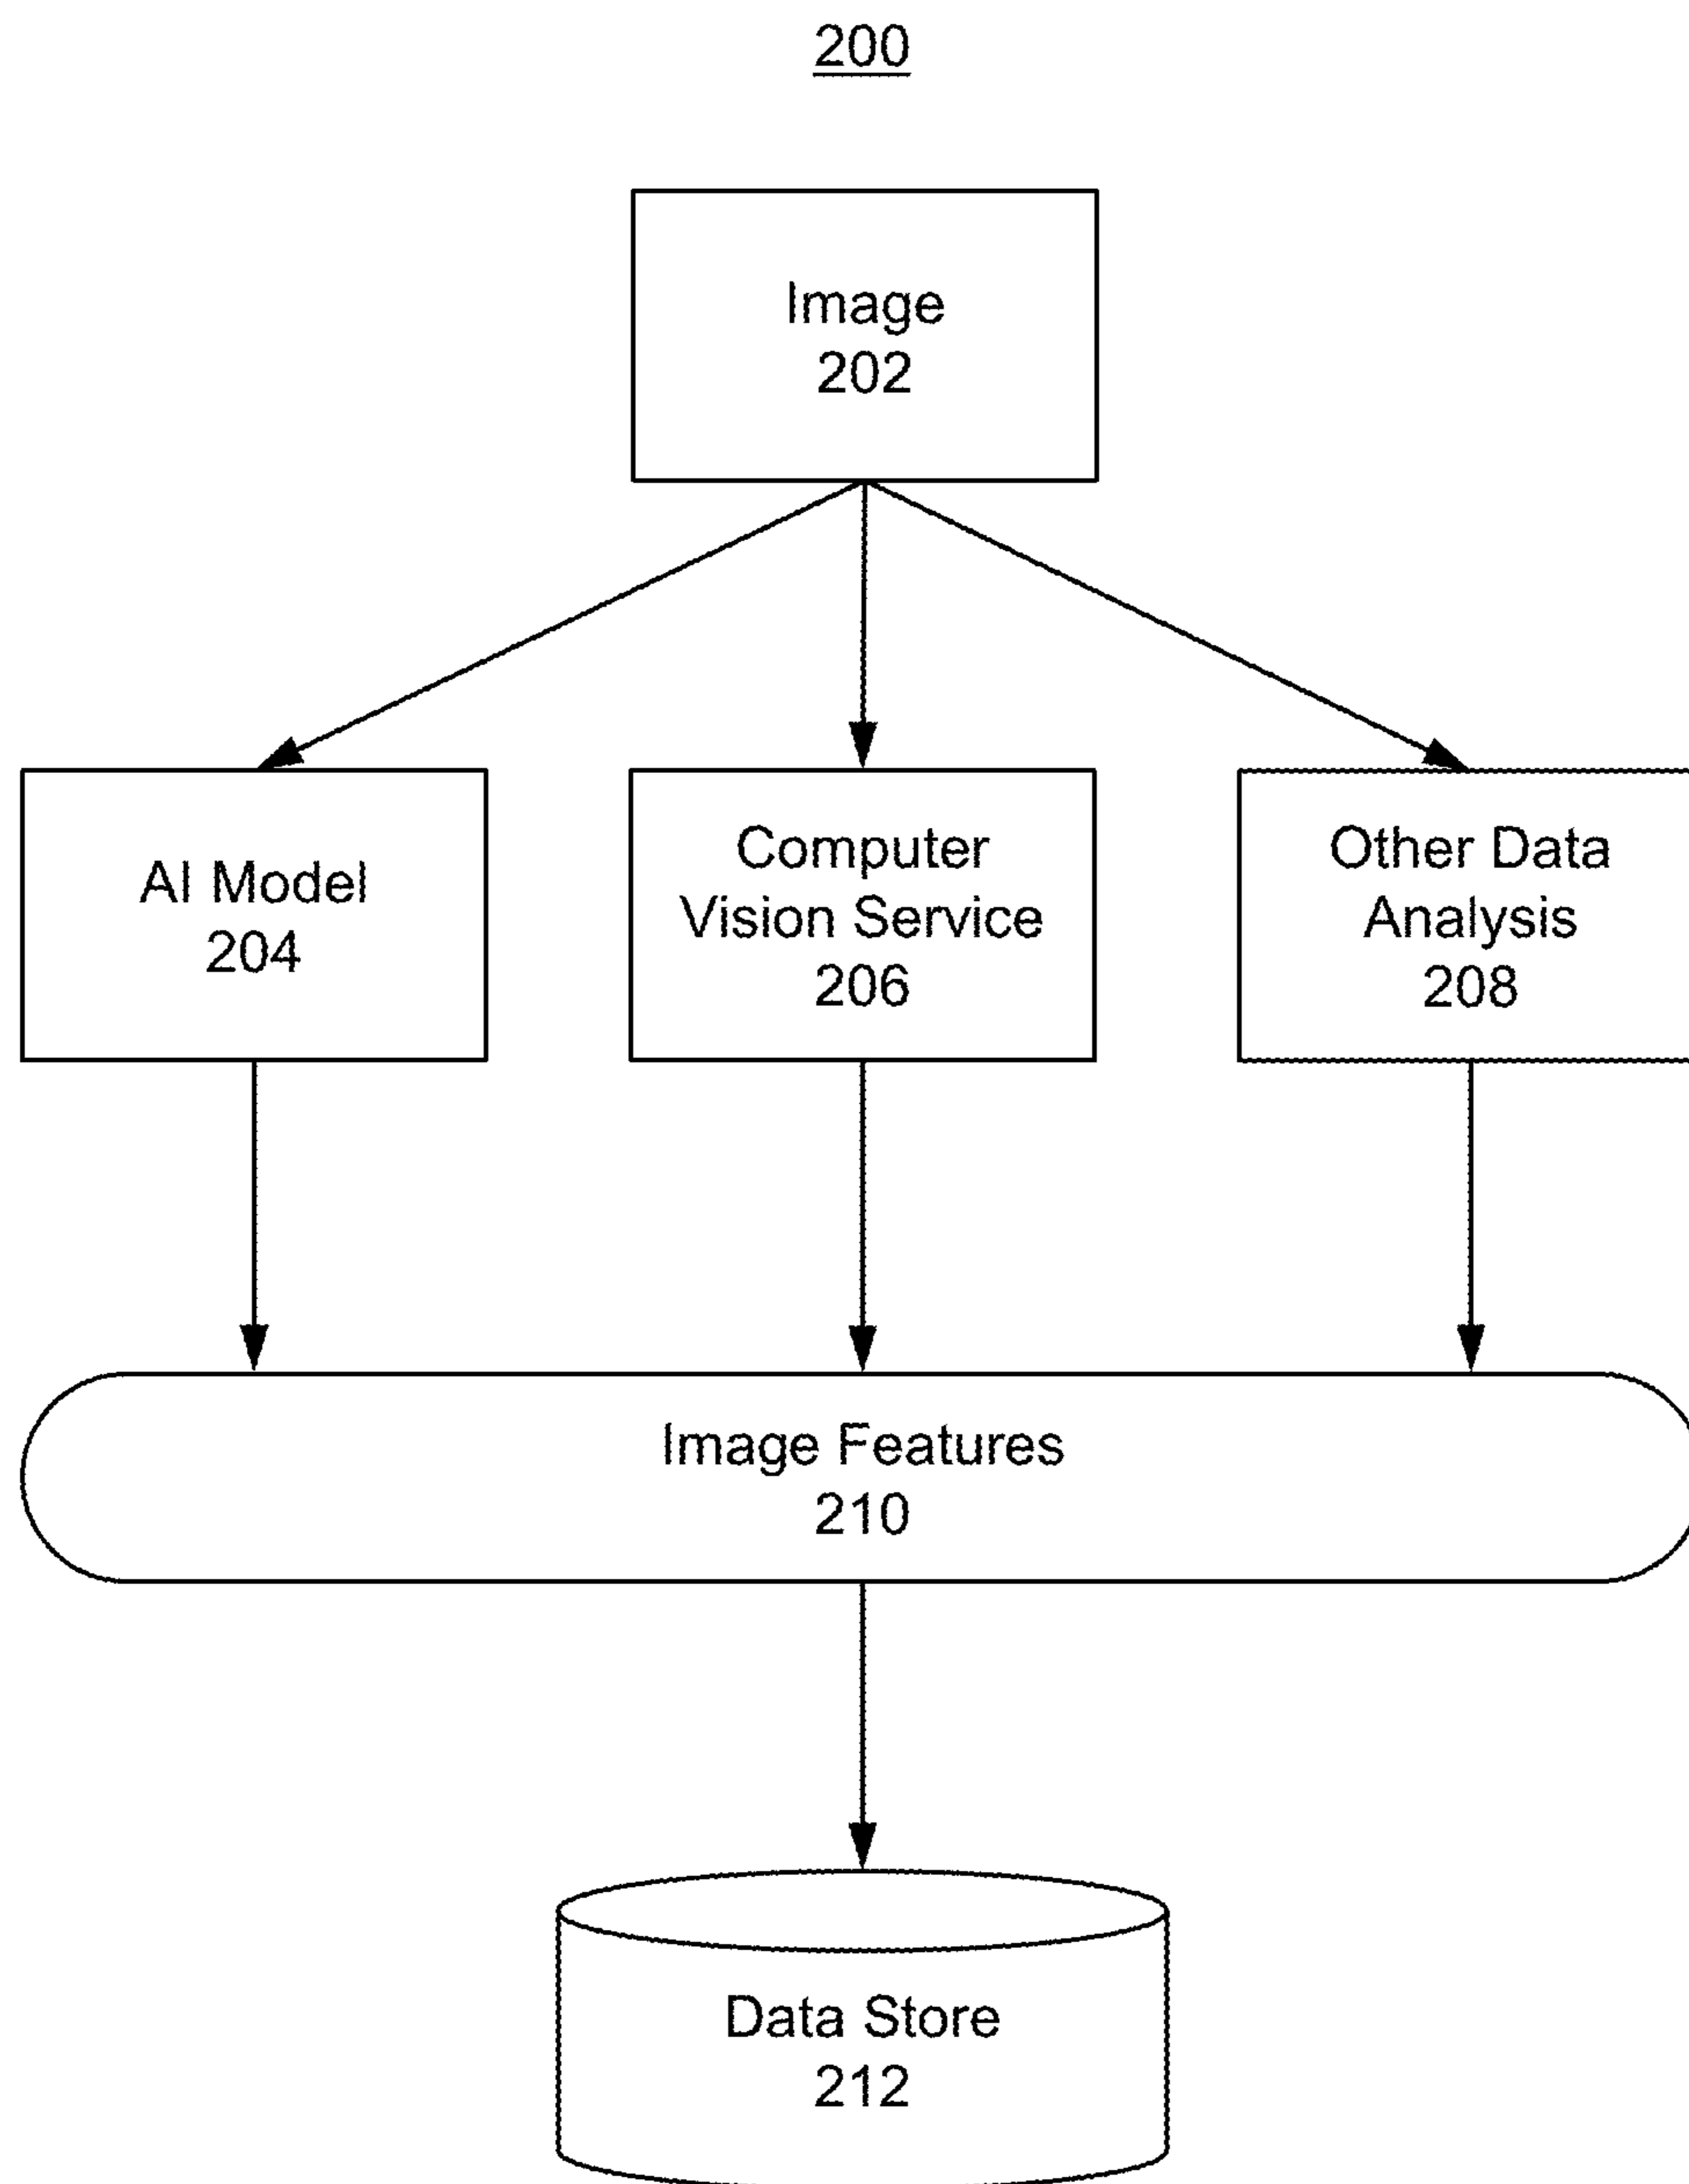 200
Image
202
AI Model
204
Computer
Vision Service
206
Other Data
Analysis
208
Image Features
210
Data Store
212